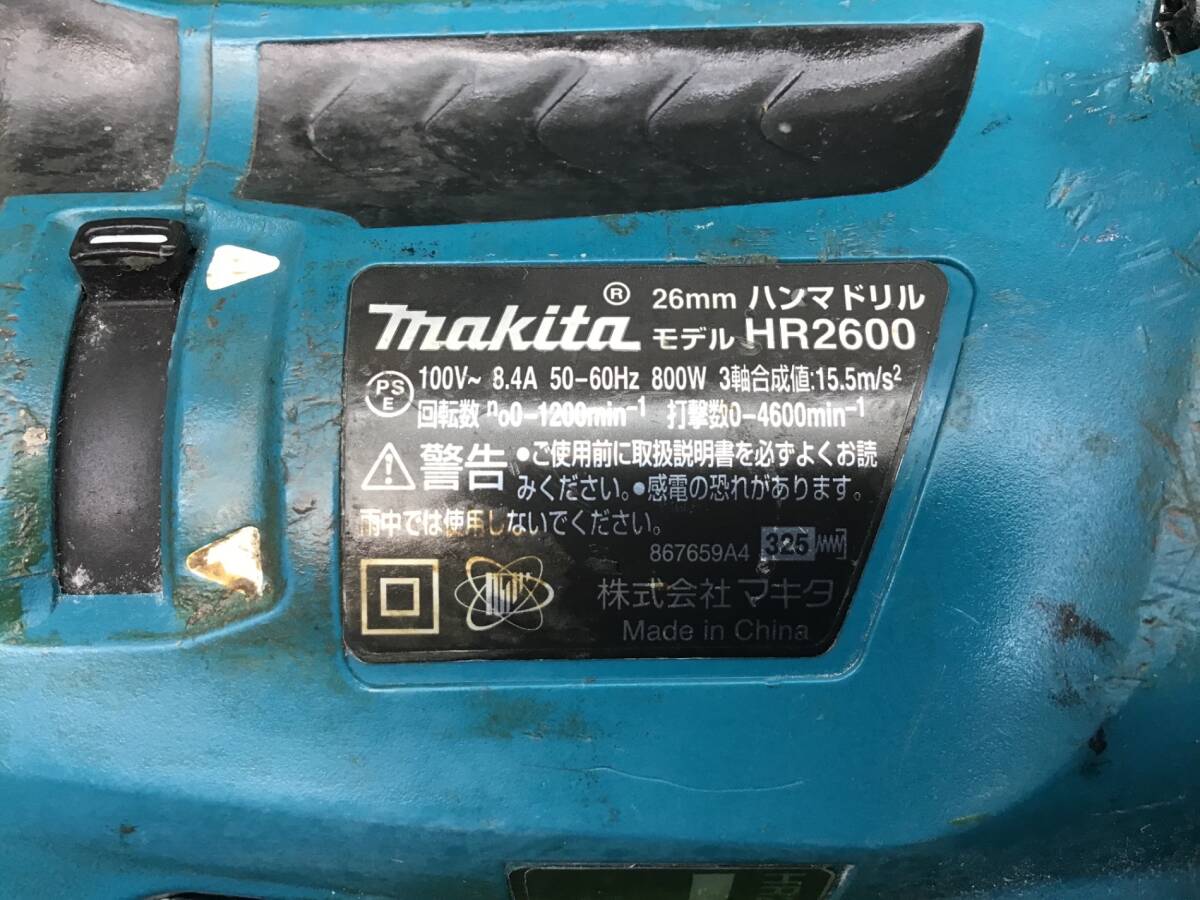 makita ® 26mm ハンマドリル
モデル HR2600
PS E 100V~ 8.4A 50-60Hz 800W 3軸合成値:15.5m/s²
回転数 no0-1200min-1 打撃数0-4600min-1
警告 •ご使用前に取扱説明書を必ずよくお読
みください。•感電の恐れがあります。
雨中では使用しないでください。
867659A4 325
株式会社 マキタ
Made in China
HR